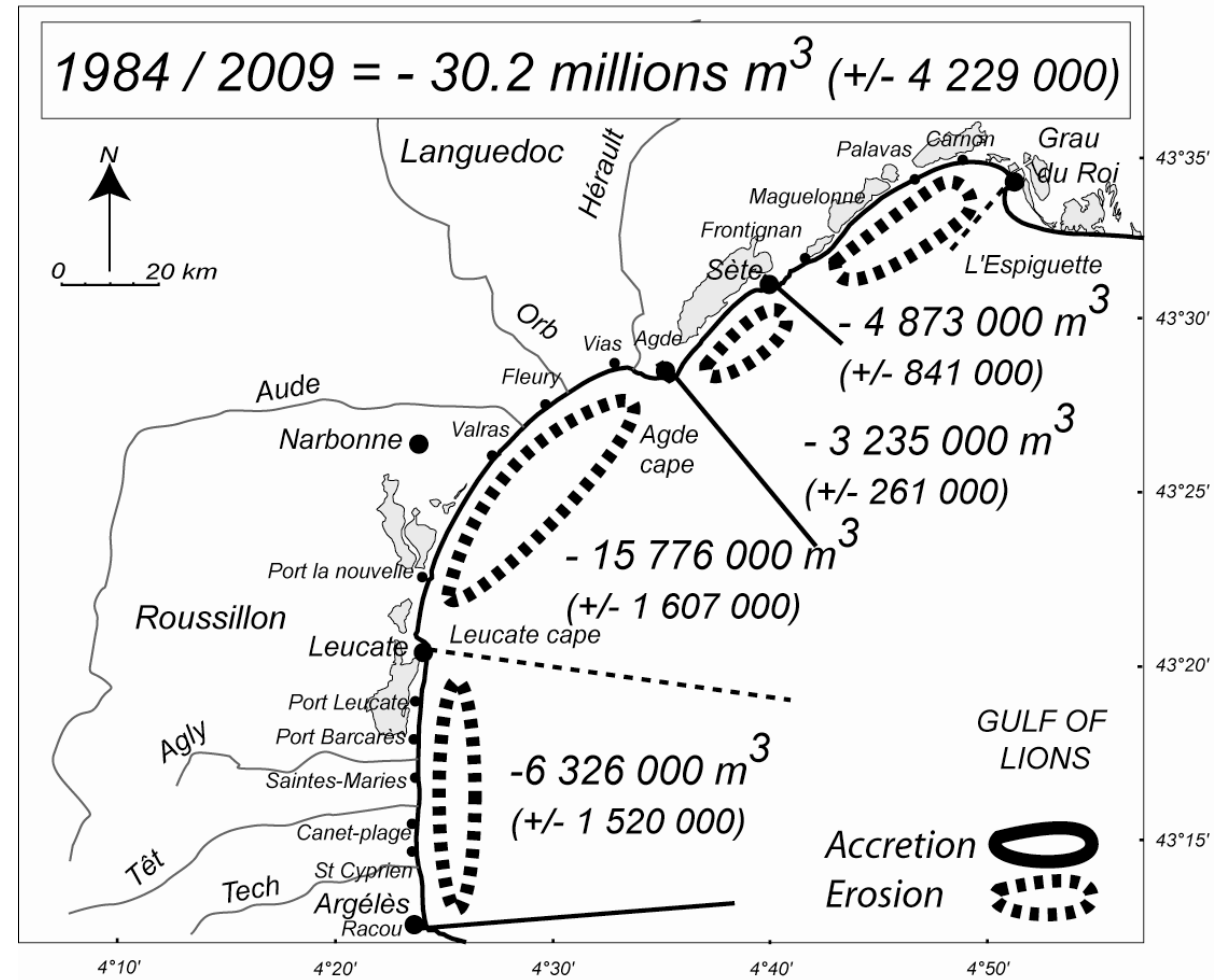 1984 / 2009 = - 30.2 millions m3 (+/- 4 229 000)
N
0 20 km
Languedoc
Hérault
Palavas
Carnon
Grau
du Roi
43°35'
Maguelonne
Frontignan
Sète
L'Espiguette
- 4 873 000 m3
(+/- 841 000)
43°30'
Orb
Vias
Agde
Fleury
Aude
Narbonne
Valras
Agde
cape
- 3 235 000 m3
(+/- 261 000)
43°25'
- 15 776 000 m3
(+/- 1 607 000)
Port la nouvelle
Roussillon
Leucate
Leucate cape
43°20'
Port Leucate
Port Barcarès
Agly
Saintes-Maries
-6 326 000 m3
(+/- 1 520 000)
GULF OF
LIONS
Canet-plage
Têt
St Cyprien
Tech
Argélès
Racou
43°15'
Accretion
Erosion
4°10'
4°20'
4°30'
4°40'
4°50'